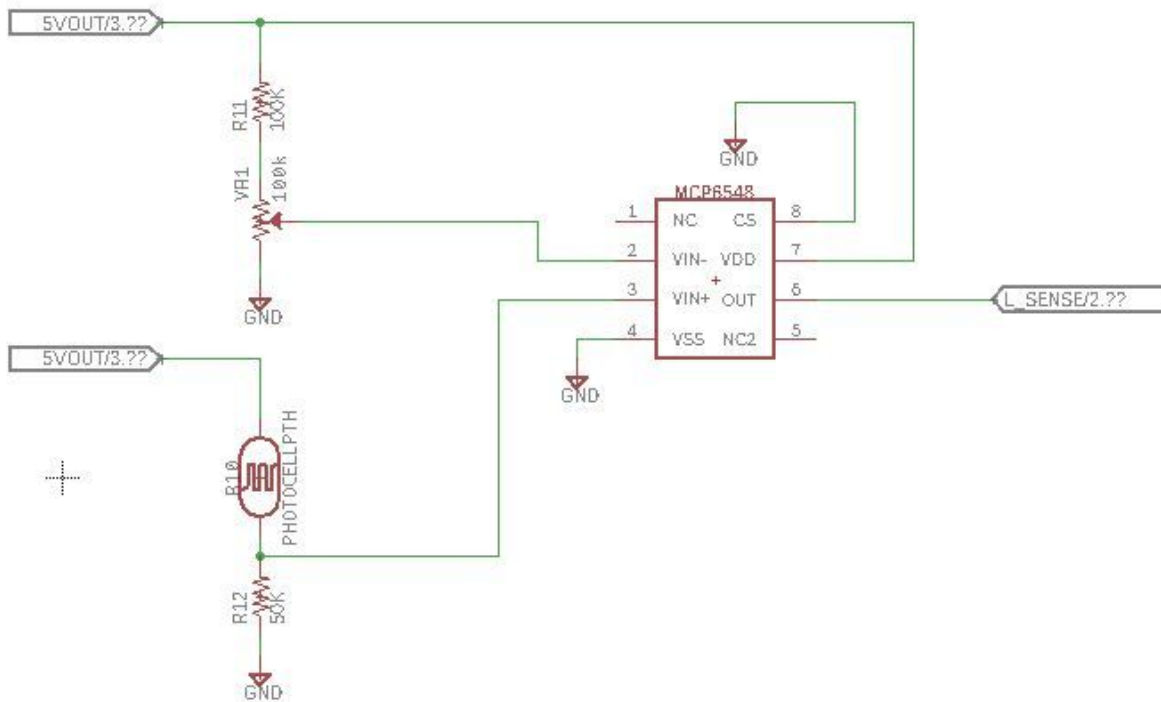 5VOUT/3.??
R11
100K
VR1
100k
GND
GND
MCP6548
1 NC CS 8
2 VIN- VDD 7
3 VIN+ OUT 6
4 VSS NC2 5
L_SENSE/2.??
GND
5VOUT/3.??
R10
PHOTOCELLPTH
R12
50K
GND